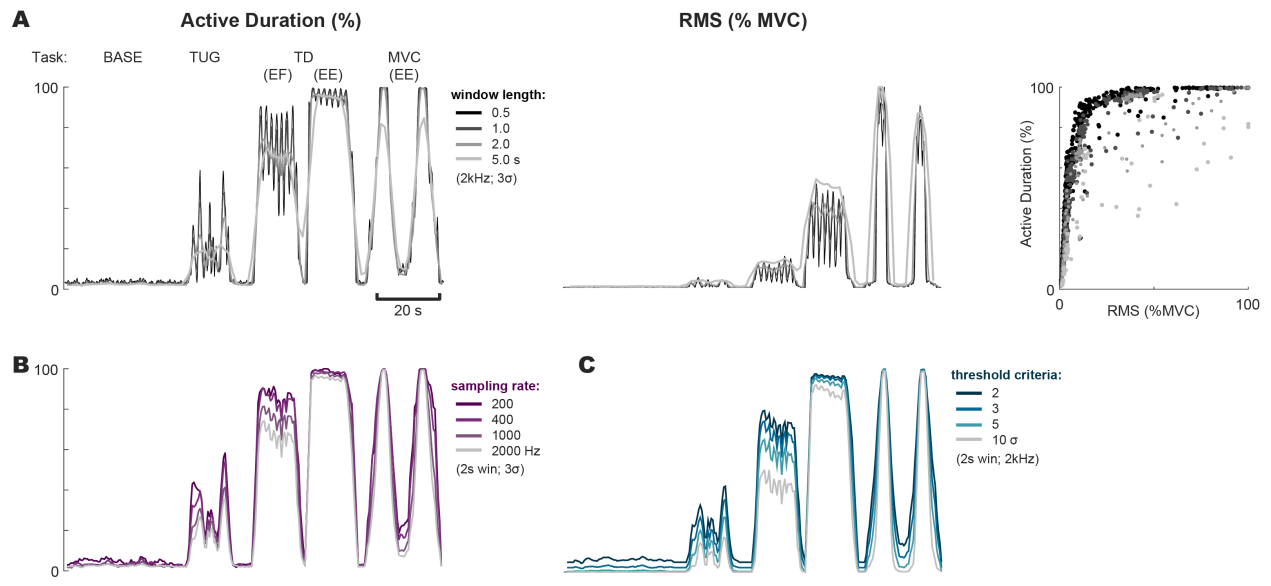 A
Active Duration (%)
RMS (% MVC)
Task: BASE TUG TD MVC
(EF) (EE) (EE)
100
0
window length:
0.5
1.0
2.0
5.0 s
(2kHz; 3σ)
20 s
Active Duration (%)
100
0
0 100
RMS (%MVC)
B
100
0
sampling rate:
200
400
1000
2000 Hz
(2s win; 3σ)
C
threshold criteria:
2
3
5
10 σ
(2s win; 2kHz)